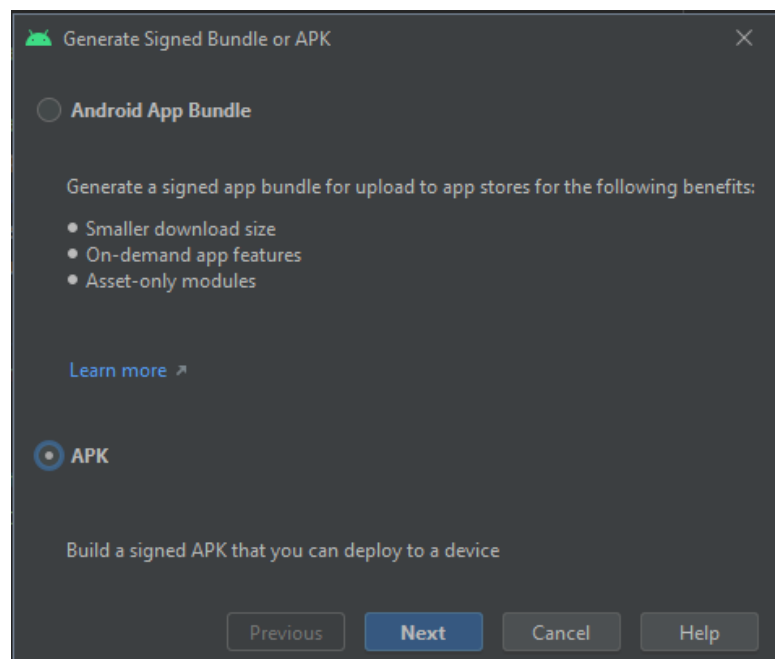 Generate Signed Bundle or APK
Android App Bundle
Generate a signed app bundle for upload to app stores for the following benefits:
• Smaller download size
• On-demand app features
• Asset-only modules
Learn more ↗
APK
Build a signed APK that you can deploy to a device
Previous Next Cancel Help